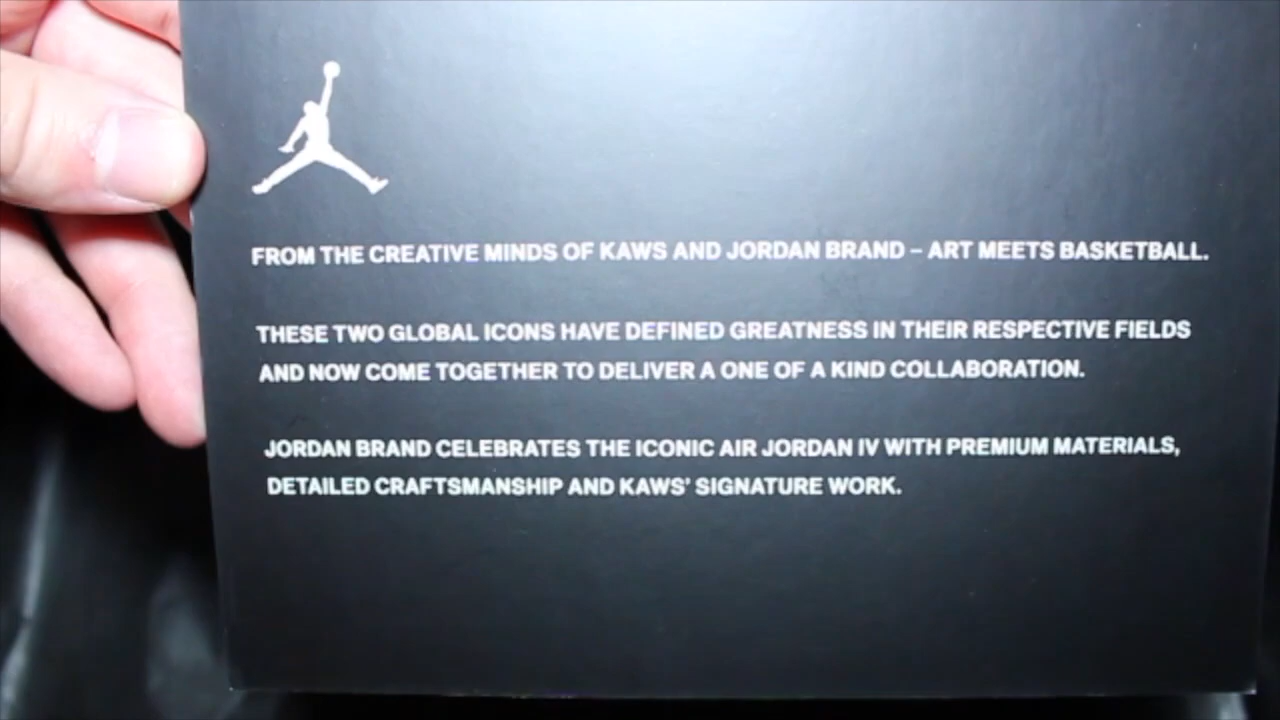 FROM THE CREATIVE MINDS OF KAWS AND JORDAN BRAND – ART MEETS BASKETBALL.
THESE TWO GLOBAL ICONS HAVE DEFINED GREATNESS IN THEIR RESPECTIVE FIELDS
AND NOW COME TOGETHER TO DELIVER A ONE OF A KIND COLLABORATION.
JORDAN BRAND CELEBRATES THE ICONIC AIR JORDAN IV WITH PREMIUM MATERIALS,
DETAILED CRAFTSMANSHIP AND KAWS' SIGNATURE WORK.